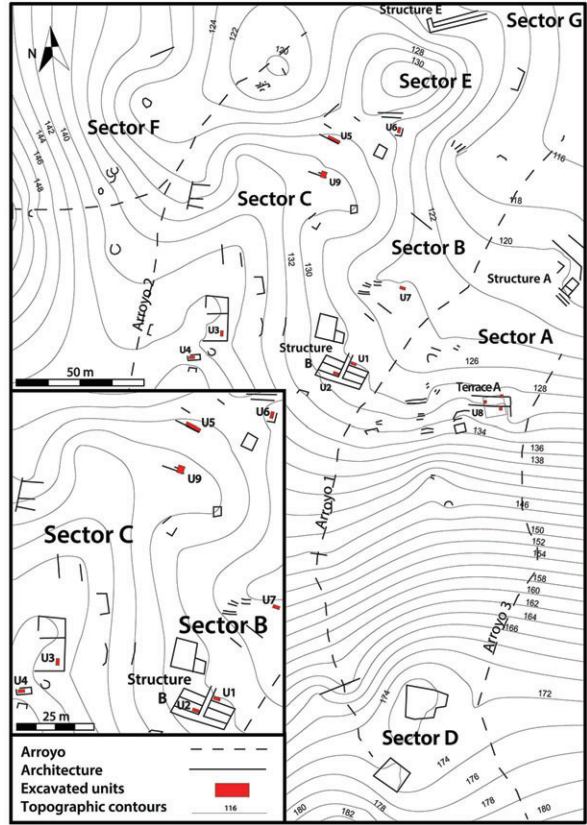 Structure E
Sector G
124
122
120
128
130
Sector E
N
142
144
140
146
148
Sector F
U5
U6
116
U9
Sector C
118
122
120
Sector B
132
130
Structure A
Arroyo 2
U7
U3
Sector A
U4
Structure
B
U1
U2
126
50 m
Terrace A
128
U8
134
136
138
Arroyo 1
146
150
152
154
158
160
162
164
166
Arroyo 3
172
174
Sector D
174
176
178
180
182
178
180
U5
U6
U9
Sector C
U7
Sector B
U3
Structure
B
U4
U1
U2
25 m
Arroyo
Architecture
Excavated units
Topographic contours
116